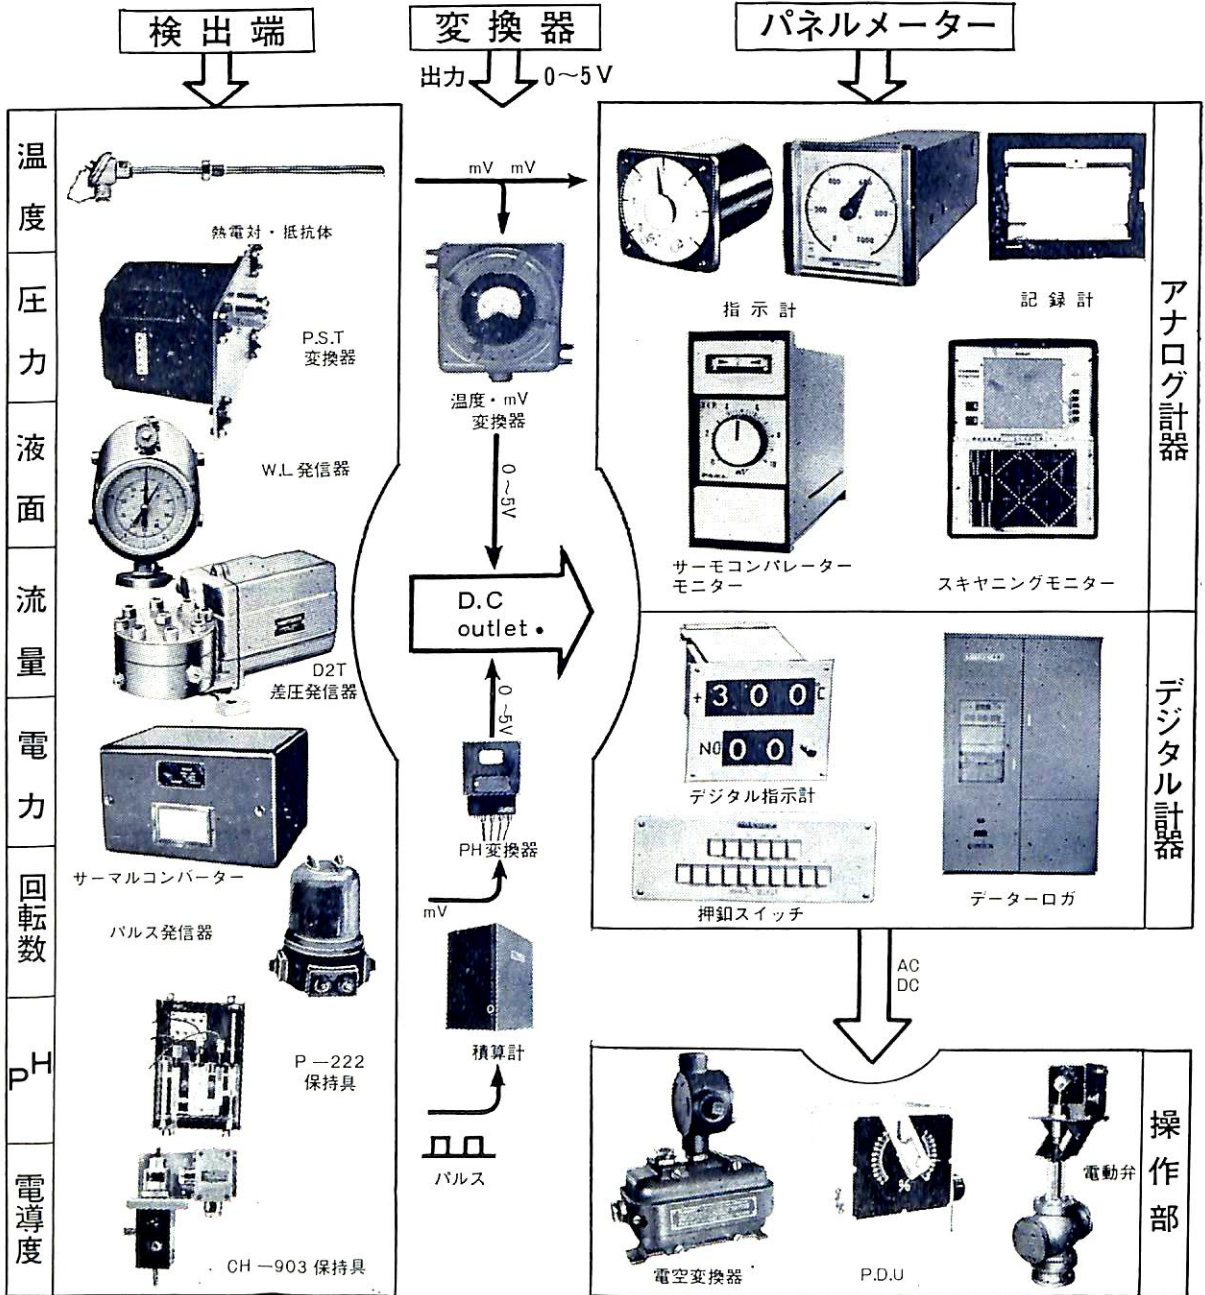 検出端
変換器
パネルメーター
出力 0～5V
温度
圧力
液面
流量
電力
回転数
PH
電導度
熱電対・抵抗体
P.S.T
変換器
W.L発信器
D2T
差圧発信器
サーマルコンバーター
パルス発信器
P－222
保持具
CH－903保持具
mV mV
温度・mV
変換器
0～5V
D.C
outlet.
0～5V
PH変換器
mV
積算計
パルス
指示計
記録計
サーモコンパレーター
モニター
スキヤニングモニター
アナログ計器
+300℃
NO 00
デジタル指示計
押釦スイッチ
データーロガ
デジタル計器
AC
DC
電空変換器
%
P.D.U
電動弁
操作部